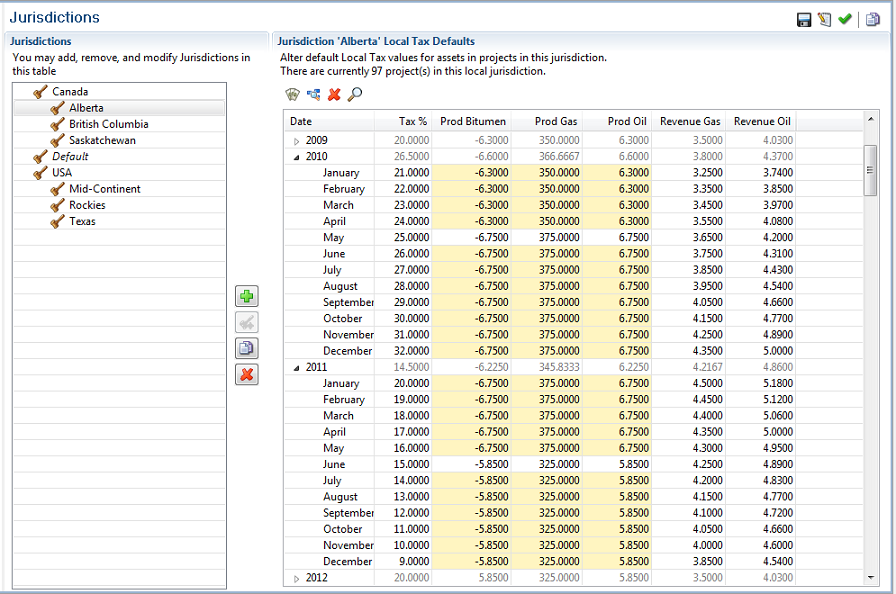 Jurisdictions
Jurisdictions
You may add, remove, and modify Jurisdictions in
this table
Canada
Alberta
British Columbia
Saskatchewan
Default
USA
Mid-Continent
Rockies
Texas
Jurisdiction 'Alberta' Local Tax Defaults
Alter default Local Tax values for assets in projects in this jurisdiction.
There are currently 97 project(s) in this local jurisdiction.
Date Tax % Prod Bitumen Prod Gas Prod Oil Revenue Gas Revenue Oil
2009 20.0000 -6.3000 350.0000 6.3000 3.5000 4.0300
2010 26.5000 -6.6000 366.6667 6.6000 3.8000 4.3700
January 21.0000 -6.3000 350.0000 6.3000 3.2500 3.7400
February 22.0000 -6.3000 350.0000 6.3000 3.3500 3.8500
March 23.0000 -6.3000 350.0000 6.3000 3.4500 3.9700
April 24.0000 -6.3000 350.0000 6.3000 3.5500 4.0800
May 25.0000 -6.7500 375.0000 6.7500 3.6500 4.2000
June 26.0000 -6.7500 375.0000 6.7500 3.7500 4.3100
July 27.0000 -6.7500 375.0000 6.7500 3.8500 4.4300
August 28.0000 -6.7500 375.0000 6.7500 3.9500 4.5400
September 29.0000 -6.7500 375.0000 6.7500 4.0500 4.6600
October 30.0000 -6.7500 375.0000 6.7500 4.1500 4.7700
November 31.0000 -6.7500 375.0000 6.7500 4.2500 4.8900
December 32.0000 -6.7500 375.0000 6.7500 4.3500 5.0000
2011 14.5000 -6.2250 345.8333 6.2250 4.2167 4.8600
January 20.0000 -6.7500 375.0000 6.7500 4.5000 5.1800
February 19.0000 -6.7500 375.0000 6.7500 4.4500 5.1200
March 18.0000 -6.7500 375.0000 6.7500 4.4000 5.0600
April 17.0000 -6.7500 375.0000 6.7500 4.3500 5.0000
May 16.0000 -6.7500 375.0000 6.7500 4.3000 4.9500
June 15.0000 -5.8500 325.0000 5.8500 4.2500 4.8900
July 14.0000 -5.8500 325.0000 5.8500 4.2000 4.8300
August 13.0000 -5.8500 325.0000 5.8500 4.1500 4.7700
September 12.0000 -5.8500 325.0000 5.8500 4.1000 4.7200
October 11.0000 -5.8500 325.0000 5.8500 4.0500 4.6600
November 10.0000 -5.8500 325.0000 5.8500 4.0000 4.6000
December 9.0000 -5.8500 325.0000 5.8500 3.8500 4.5400
2012 20.0000 5.8500 325.0000 5.8500 3.5000 4.0300